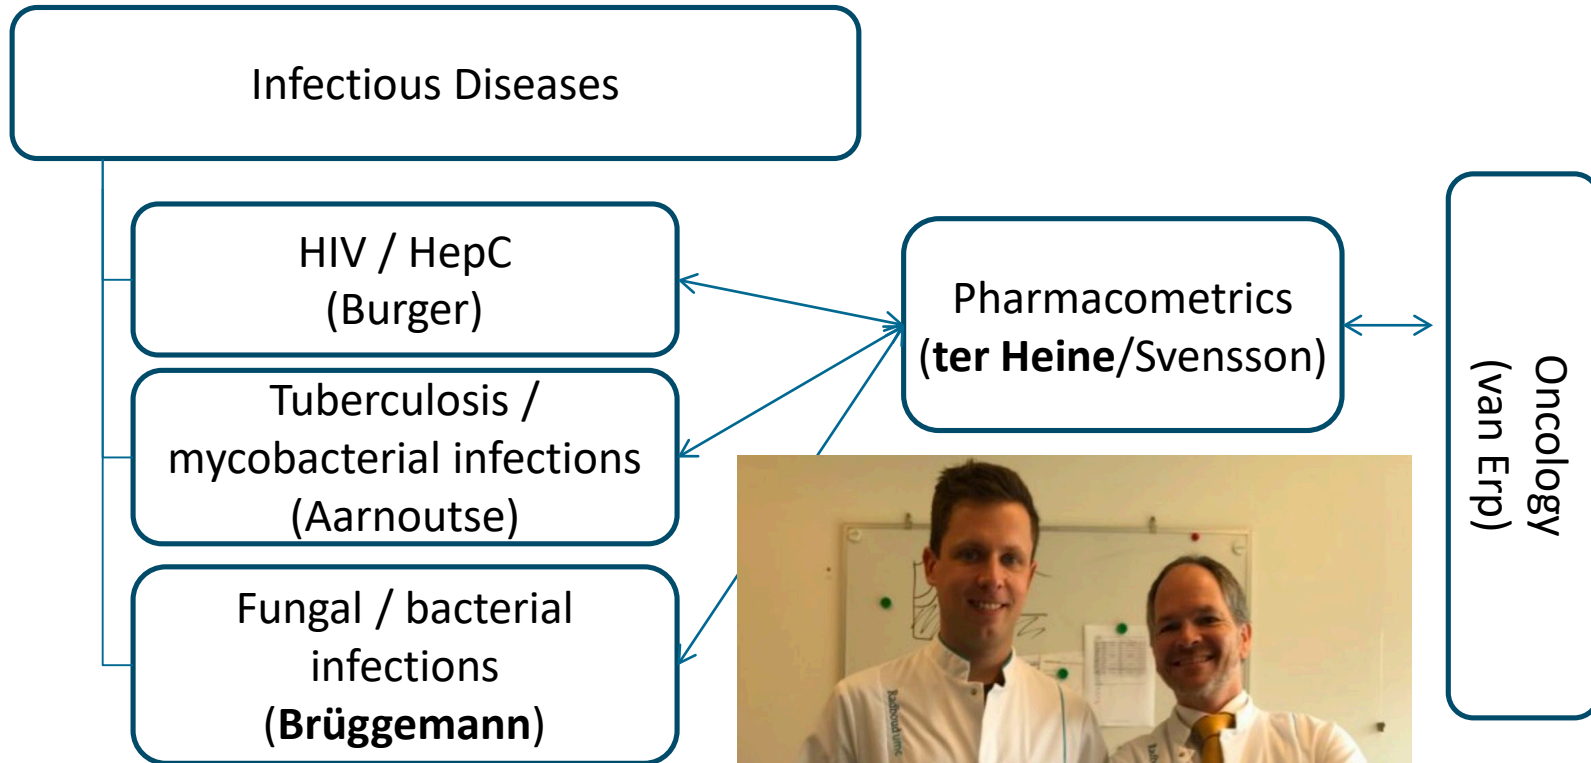 Infectious Diseases
HIV / HepC
(Burger)
Tuberculosis /
mycobacterial infections
(Aarnoutse)
Fungal / bacterial
infections
(Brüggemann)
Pharmacometrics
(ter Heine/Svensson)
Oncology
(van Erp)
Radboudumc